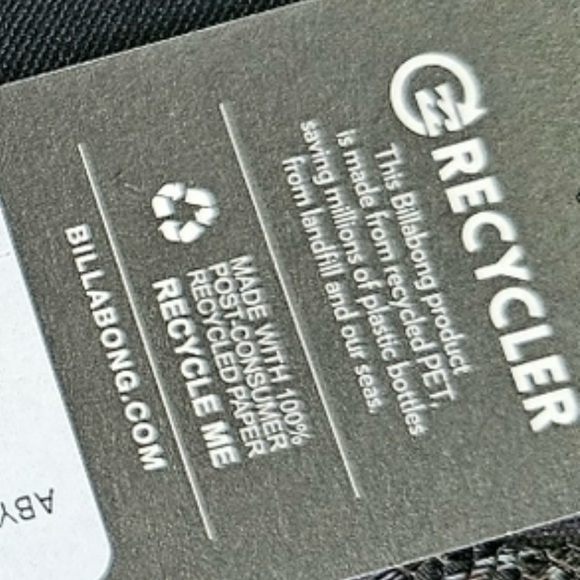 RECYCLER
This Billabong product
is made from recycled PET,
saving millions of plastic bottles
from landfill and our seas.
MADE WITH 100%
POST-CONSUMER
RECYCLED PAPER
RECYCLE ME
BILLABONG.COM
ABY